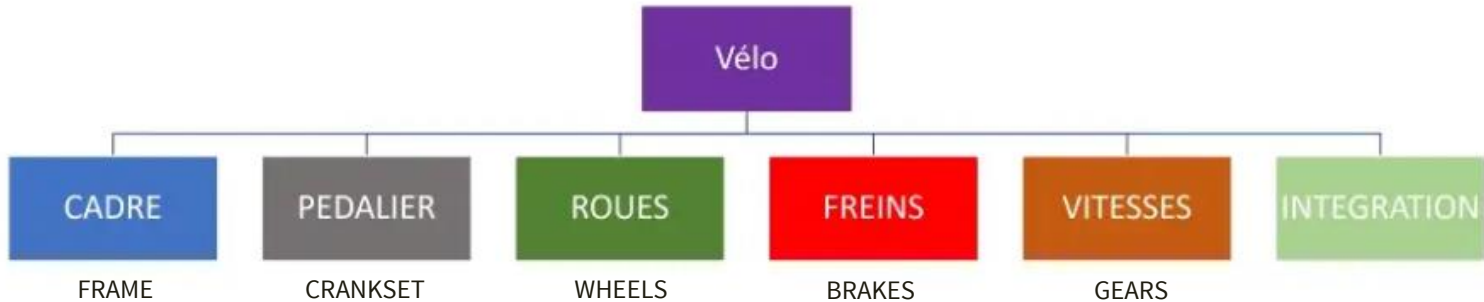 Vélo
CADRE PEDALIER ROUES FREINS VITESSES INTEGRATION
FRAME CRANKSET WHEELS BRAKES GEARS